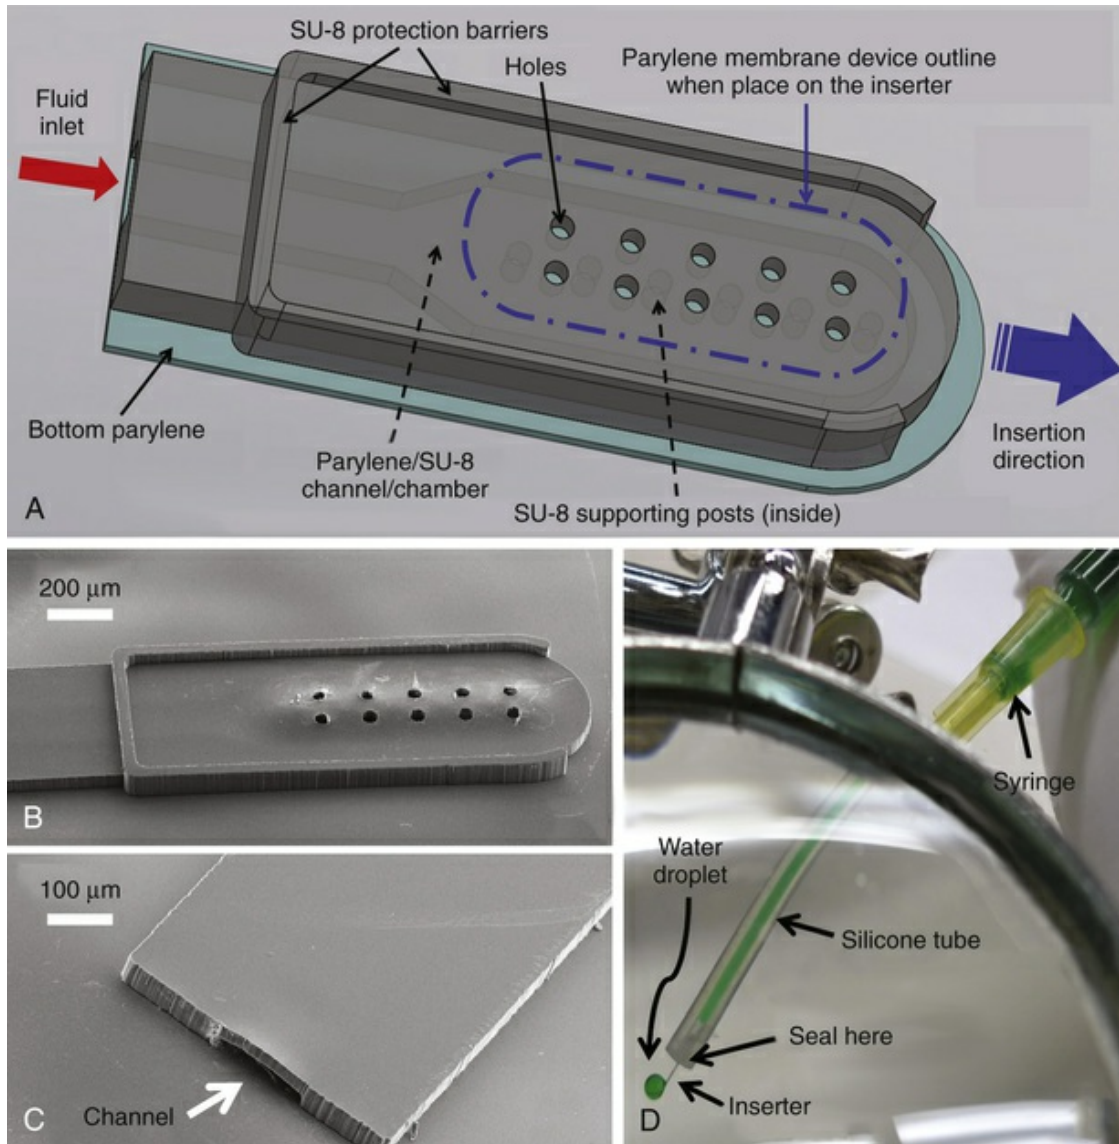 SU-8 protection barriers
Holes
Parylene membrane device outline
when place on the inserter
Fluid
inlet
Bottom parylene
Parylene/SU-8
channel/chamber
SU-8 supporting posts (inside)
Insertion
direction
A
200 μm
B
100 μm
Channel
C
Syringe
Water
droplet
Silicone tube
Seal here
Inserter
D